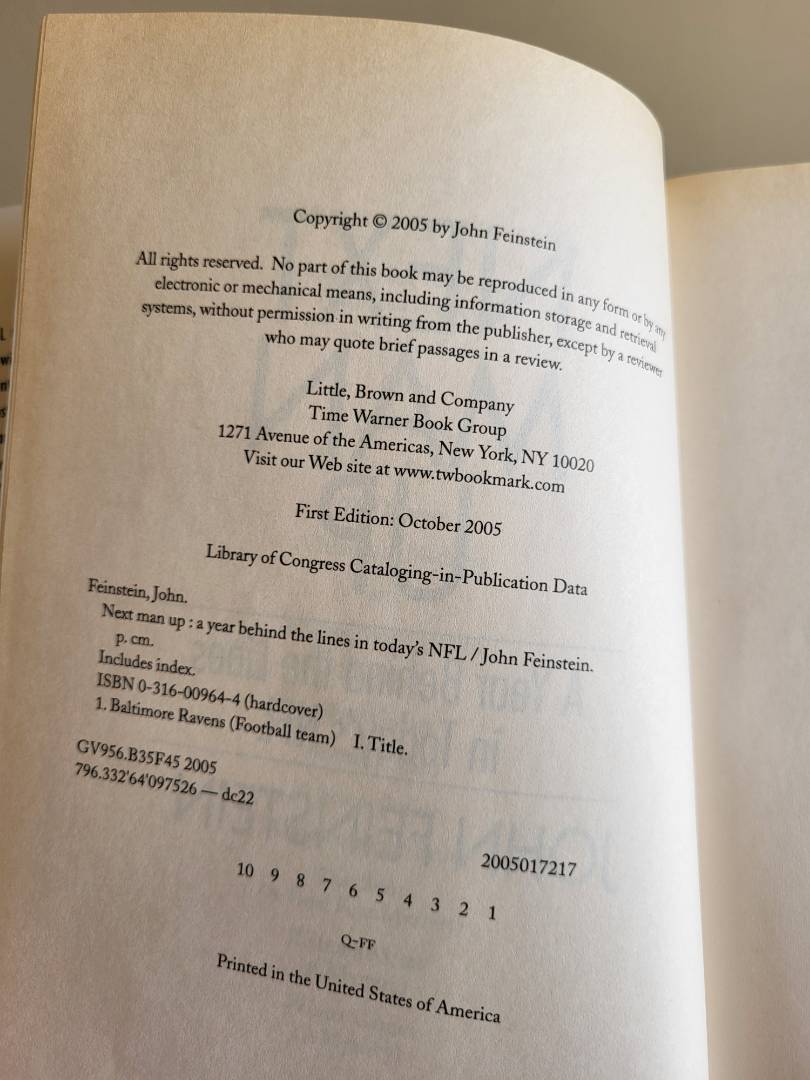 Copyright © 2005 by John Feinstein
All rights reserved. No part of this book may be reproduced in any form or by any
electronic or mechanical means, including information storage and retrieval
systems, without permission in writing from the publisher, except by a reviewer
who may quote brief passages in a review.
Little, Brown and Company
Time Warner Book Group
1271 Avenue of the Americas, New York, NY 10020
Visit our Web site at www.twbookmark.com
First Edition: October 2005
Library of Congress Cataloging-in-Publication Data
Feinstein, John.
Next man up : a year behind the lines in today's NFL / John Feinstein.
p. cm.
Includes index.
ISBN 0-316-00964-4 (hardcover)
1. Baltimore Ravens (Football team) I. Title.
GV956.B35F45 2005
796.332'64'097526 — dc22
2005017217
10 9 8 7 6 5 4 3 2 1
Q-FF
Printed in the United States of America